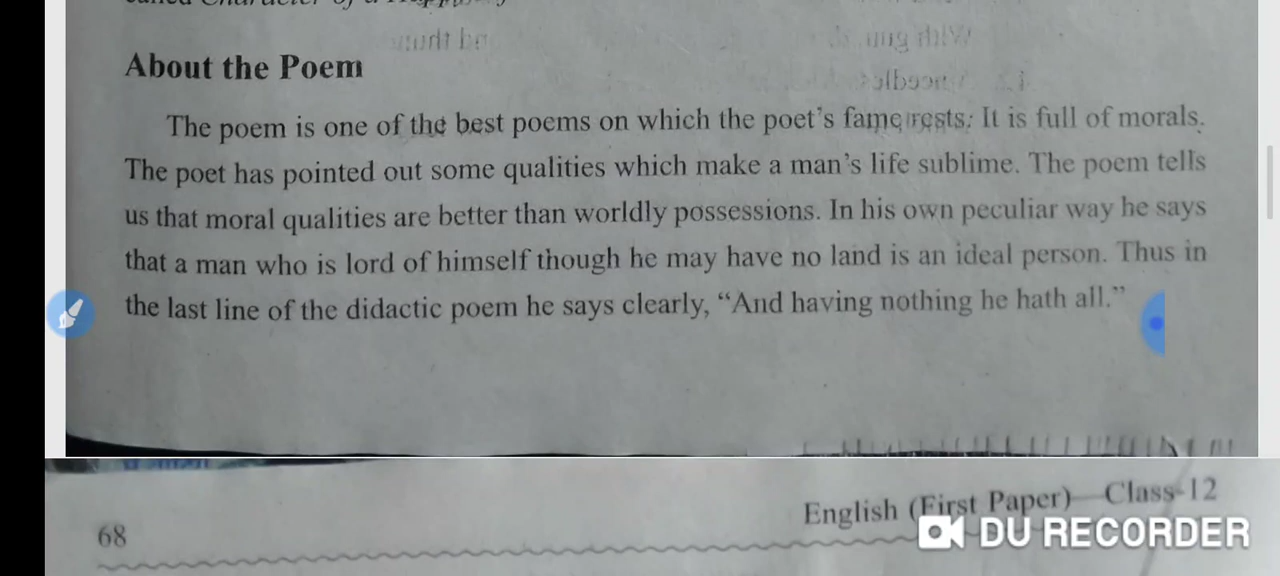 About the Poem
The poem is one of the best poems on which the poet's fame rests. It is full of morals.
The poet has pointed out some qualities which make a man's life sublime. The poem tells
us that moral qualities are better than worldly possessions. In his own peculiar way he says
that a man who is lord of himself though he may have no land is an ideal person. Thus in
the last line of the didactic poem he says clearly, “And having nothing he hath all.”
68
English (First Paper) Class-12
DU RECORDER